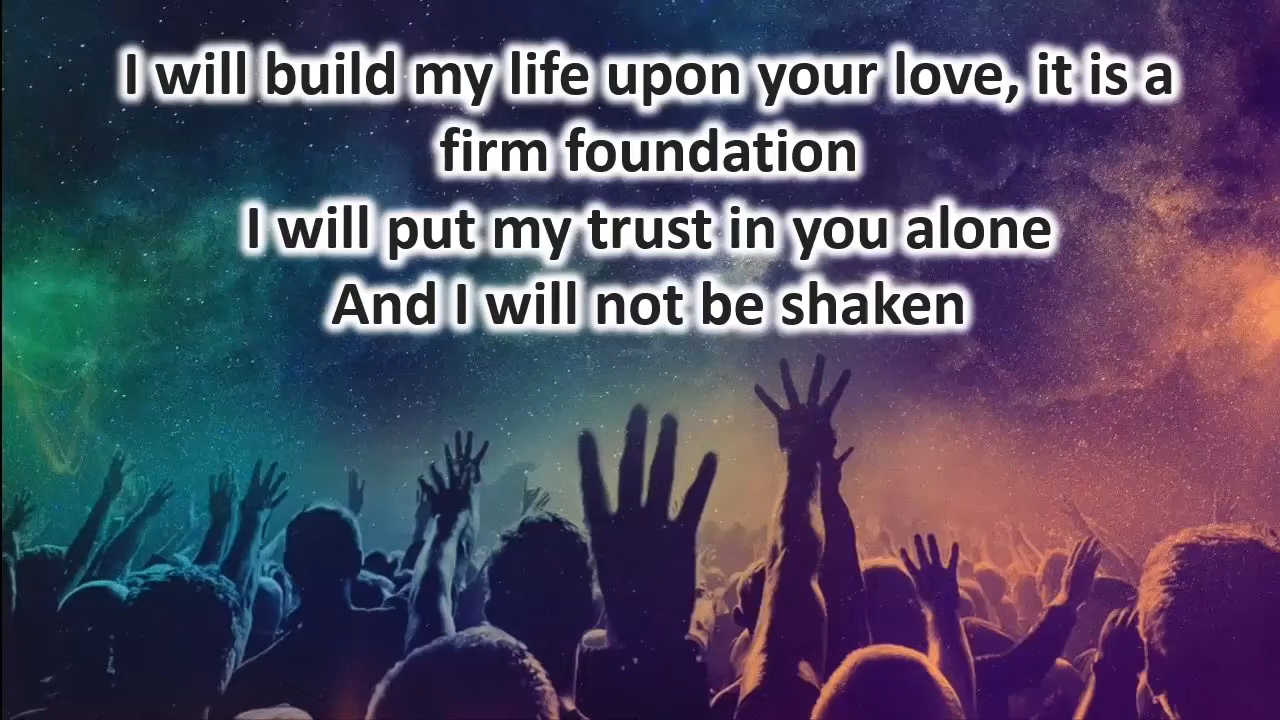 I will build my life upon your love, it is a
firm foundation
I will put my trust in you alone
And I will not be shaken